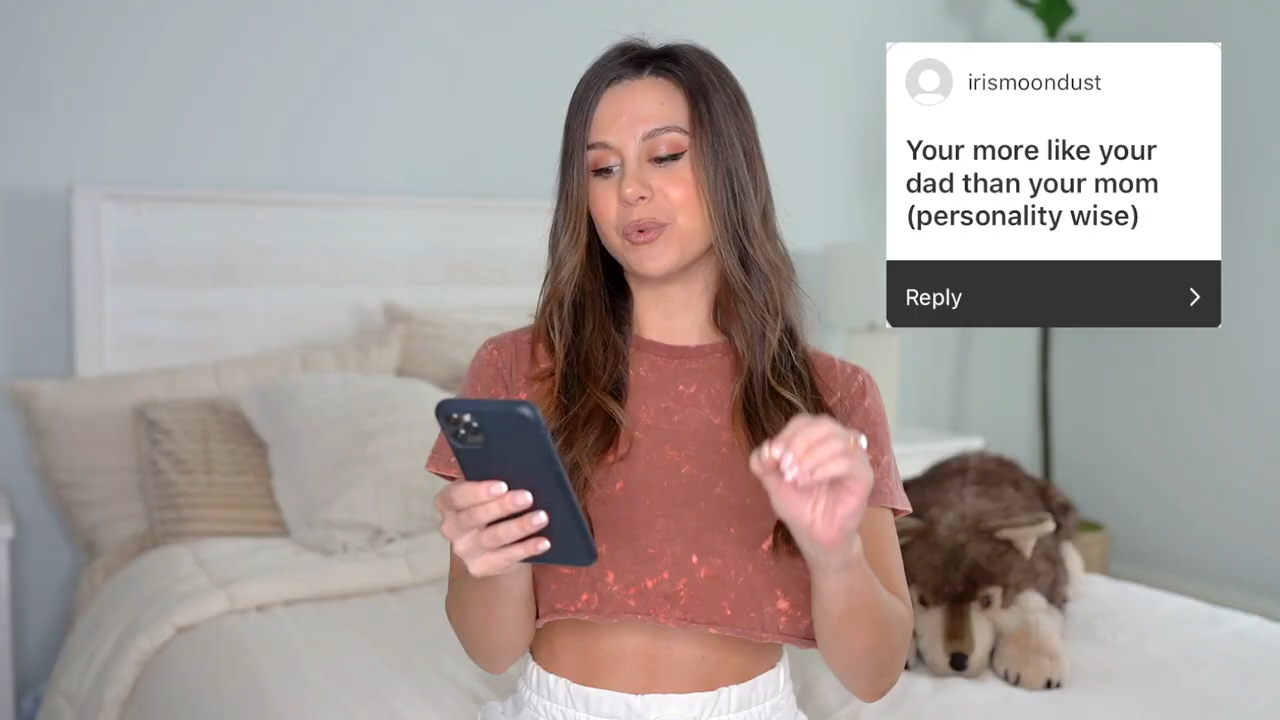 irismoondust
Your more like your
dad than your mom
(personality wise)
Reply